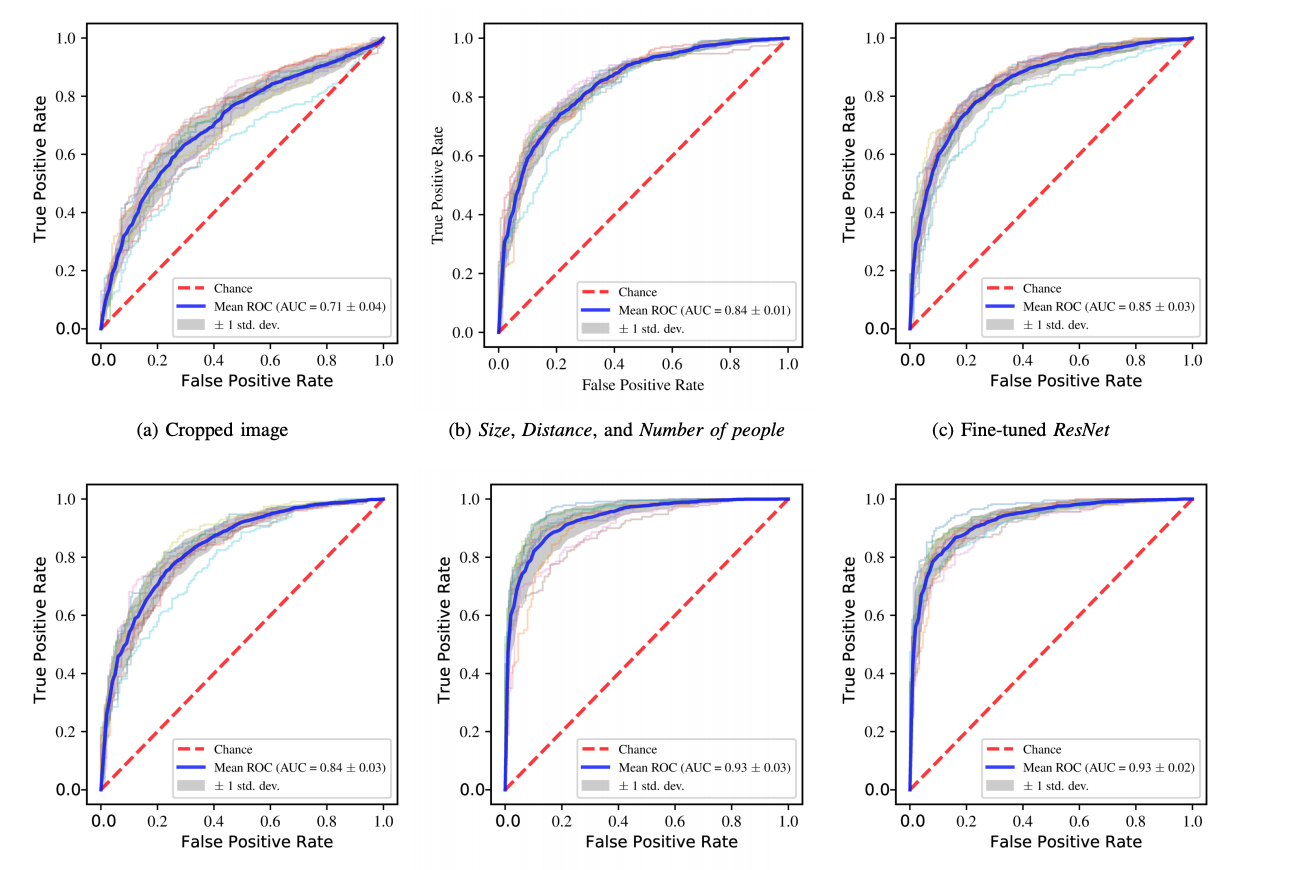 1.0
0.8
0.6
0.4
0.2
0.0
True Positive Rate
Chance
Mean ROC (AUC = 0.71 ± 0.04)
± 1 std. dev.
0.0 0.2 0.4 0.6 0.8 1.0
False Positive Rate
(a) Cropped image
1.0
0.8
0.6
0.4
0.2
0.0
True Positive Rate
Chance
Mean ROC (AUC = 0.84 ± 0.01)
± 1 std. dev.
0.0 0.2 0.4 0.6 0.8 1.0
False Positive Rate
(b) Size, Distance, and Number of people
1.0
0.8
0.6
0.4
0.2
0.0
True Positive Rate
Chance
Mean ROC (AUC = 0.85 ± 0.03)
± 1 std. dev.
0.0 0.2 0.4 0.6 0.8 1.0
False Positive Rate
(c) Fine-tuned ResNet
1.0
0.8
0.6
0.4
0.2
0.0
True Positive Rate
Chance
Mean ROC (AUC = 0.84 ± 0.03)
± 1 std. dev.
0.0 0.2 0.4 0.6 0.8 1.0
False Positive Rate
1.0
0.8
0.6
0.4
0.2
0.0
True Positive Rate
Chance
Mean ROC (AUC = 0.93 ± 0.03)
± 1 std. dev.
0.0 0.2 0.4 0.6 0.8 1.0
False Positive Rate
1.0
0.8
0.6
0.4
0.2
0.0
True Positive Rate
Chance
Mean ROC (AUC = 0.93 ± 0.02)
± 1 std. dev.
0.0 0.2 0.4 0.6 0.8 1.0
False Positive Rate